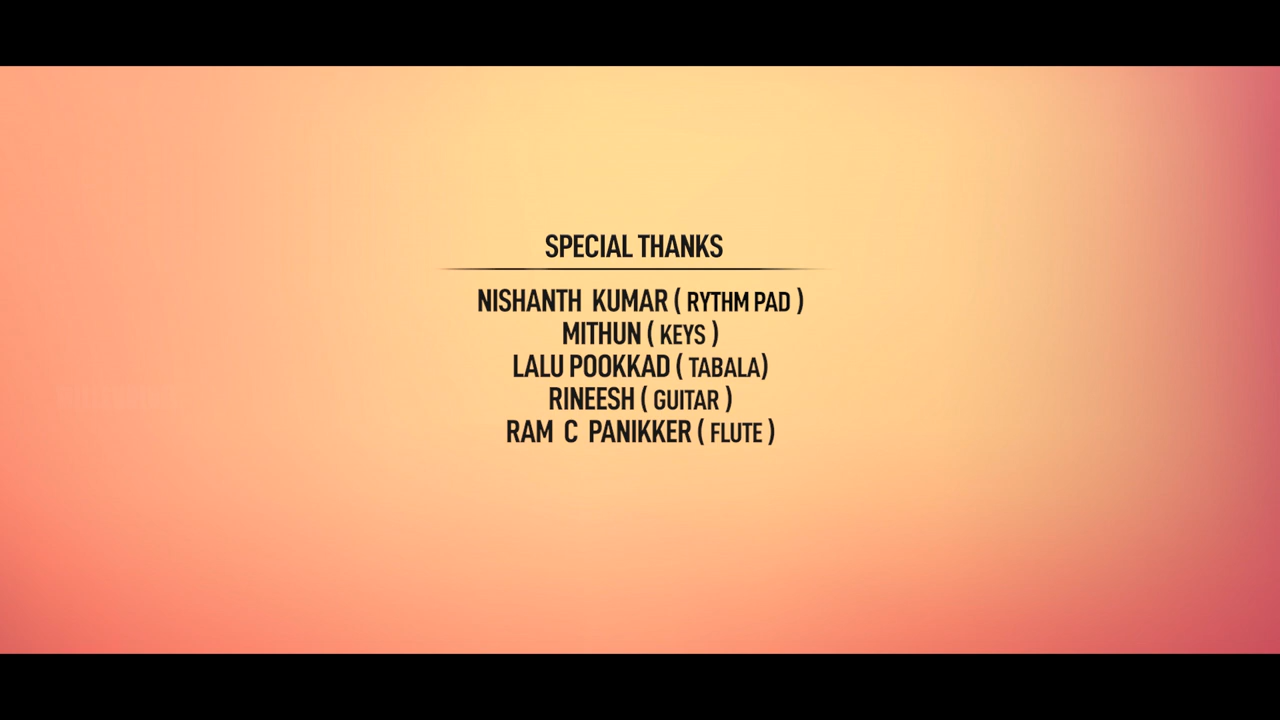 SPECIAL THANKS
NISHANTH KUMAR ( RYTHM PAD )
MITHUN ( KEYS )
LALU POOKKAD ( TABALA)
RINEESH ( GUITAR )
RAM C PANIKKER ( FLUTE )